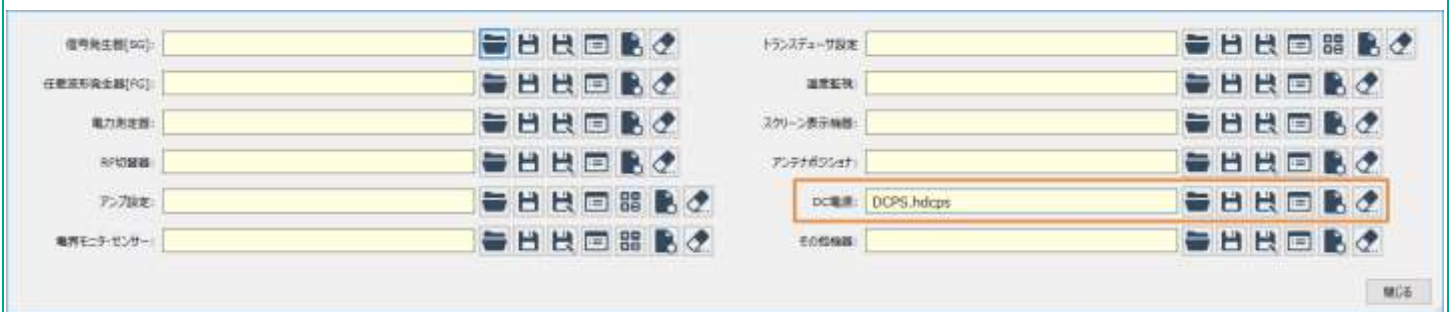 信号発生器[SG]:
任意波形発生器[FG]:
電力測定器:
RF切替器:
アンプ設定:
電界モニタ・センサー:
トランスデューサ設定
温度監視:
スクリーン表示機器:
アンテナポジショナ:
DC電源: DCPS.hdcps
その他機器:
閉じる